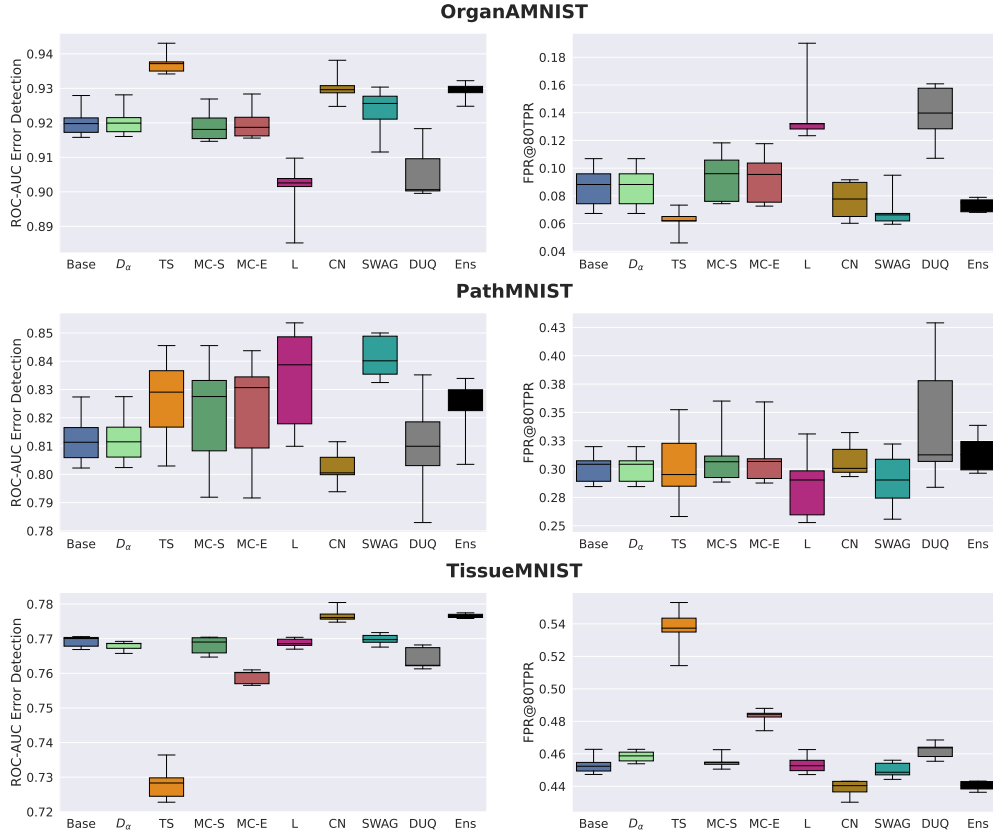 OrganAMNIST
ROC-AUC Error Detection
0.94
0.93
0.92
0.91
0.90
0.89
Base Dα TS MC-S MC-E L CN SWAG DUQ Ens
FPR@80TPR
0.18
0.16
0.14
0.12
0.10
0.08
0.06
0.04
Base Dα TS MC-S MC-E L CN SWAG DUQ Ens
PathMNIST
ROC-AUC Error Detection
0.85
0.84
0.83
0.82
0.81
0.80
0.79
0.78
Base Dα TS MC-S MC-E L CN SWAG DUQ Ens
FPR@80TPR
0.43
0.40
0.38
0.35
0.33
0.30
0.28
0.25
Base Dα TS MC-S MC-E L CN SWAG DUQ Ens
TissueMNIST
ROC-AUC Error Detection
0.78
0.77
0.76
0.75
0.74
0.73
0.72
Base Dα TS MC-S MC-E L CN SWAG DUQ Ens
FPR@80TPR
0.54
0.52
0.50
0.48
0.46
0.44
Base Dα TS MC-S MC-E L CN SWAG DUQ Ens